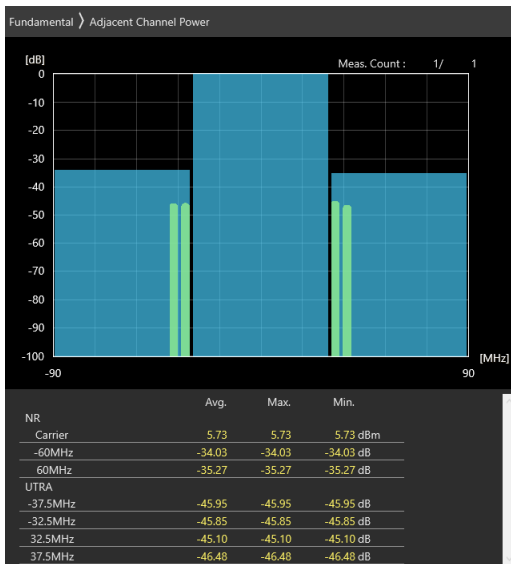 Fundamental 〉 Adjacent Channel Power
[dB] Meas. Count : 1/ 1
0
-10
-20
-30
-40
-50
-60
-70
-80
-90
-100 [MHz]
-90 90
Avg. Max. Min.
NR
Carrier 5.73 5.73 5.73 dBm
-60MHz -34.03 -34.03 -34.03 dB
60MHz -35.27 -35.27 -35.27 dB
UTRA
-37.5MHz -45.95 -45.95 -45.95 dB
-32.5MHz -45.85 -45.85 -45.85 dB
32.5MHz -45.10 -45.10 -45.10 dB
37.5MHz -46.48 -46.48 -46.48 dB